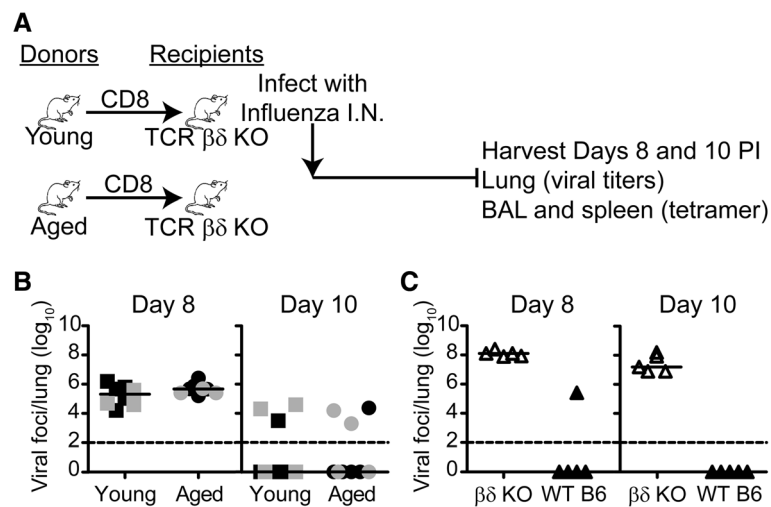 A
Donors Recipients
Young CD8 TCR βδ KO
Infect with
Influenza I.N.
Aged CD8 TCR βδ KO
Harvest Days 8 and 10 PI
Lung (viral titers)
BAL and spleen (tetramer)
B
Day 8 Day 10
Viral foci/lung (log10)
10
8
6
4
2
0
Young Aged Young Aged
C
Day 8 Day 10
Viral foci/lung (log10)
10
8
6
4
2
0
βδ KO WT B6 βδ KO WT B6